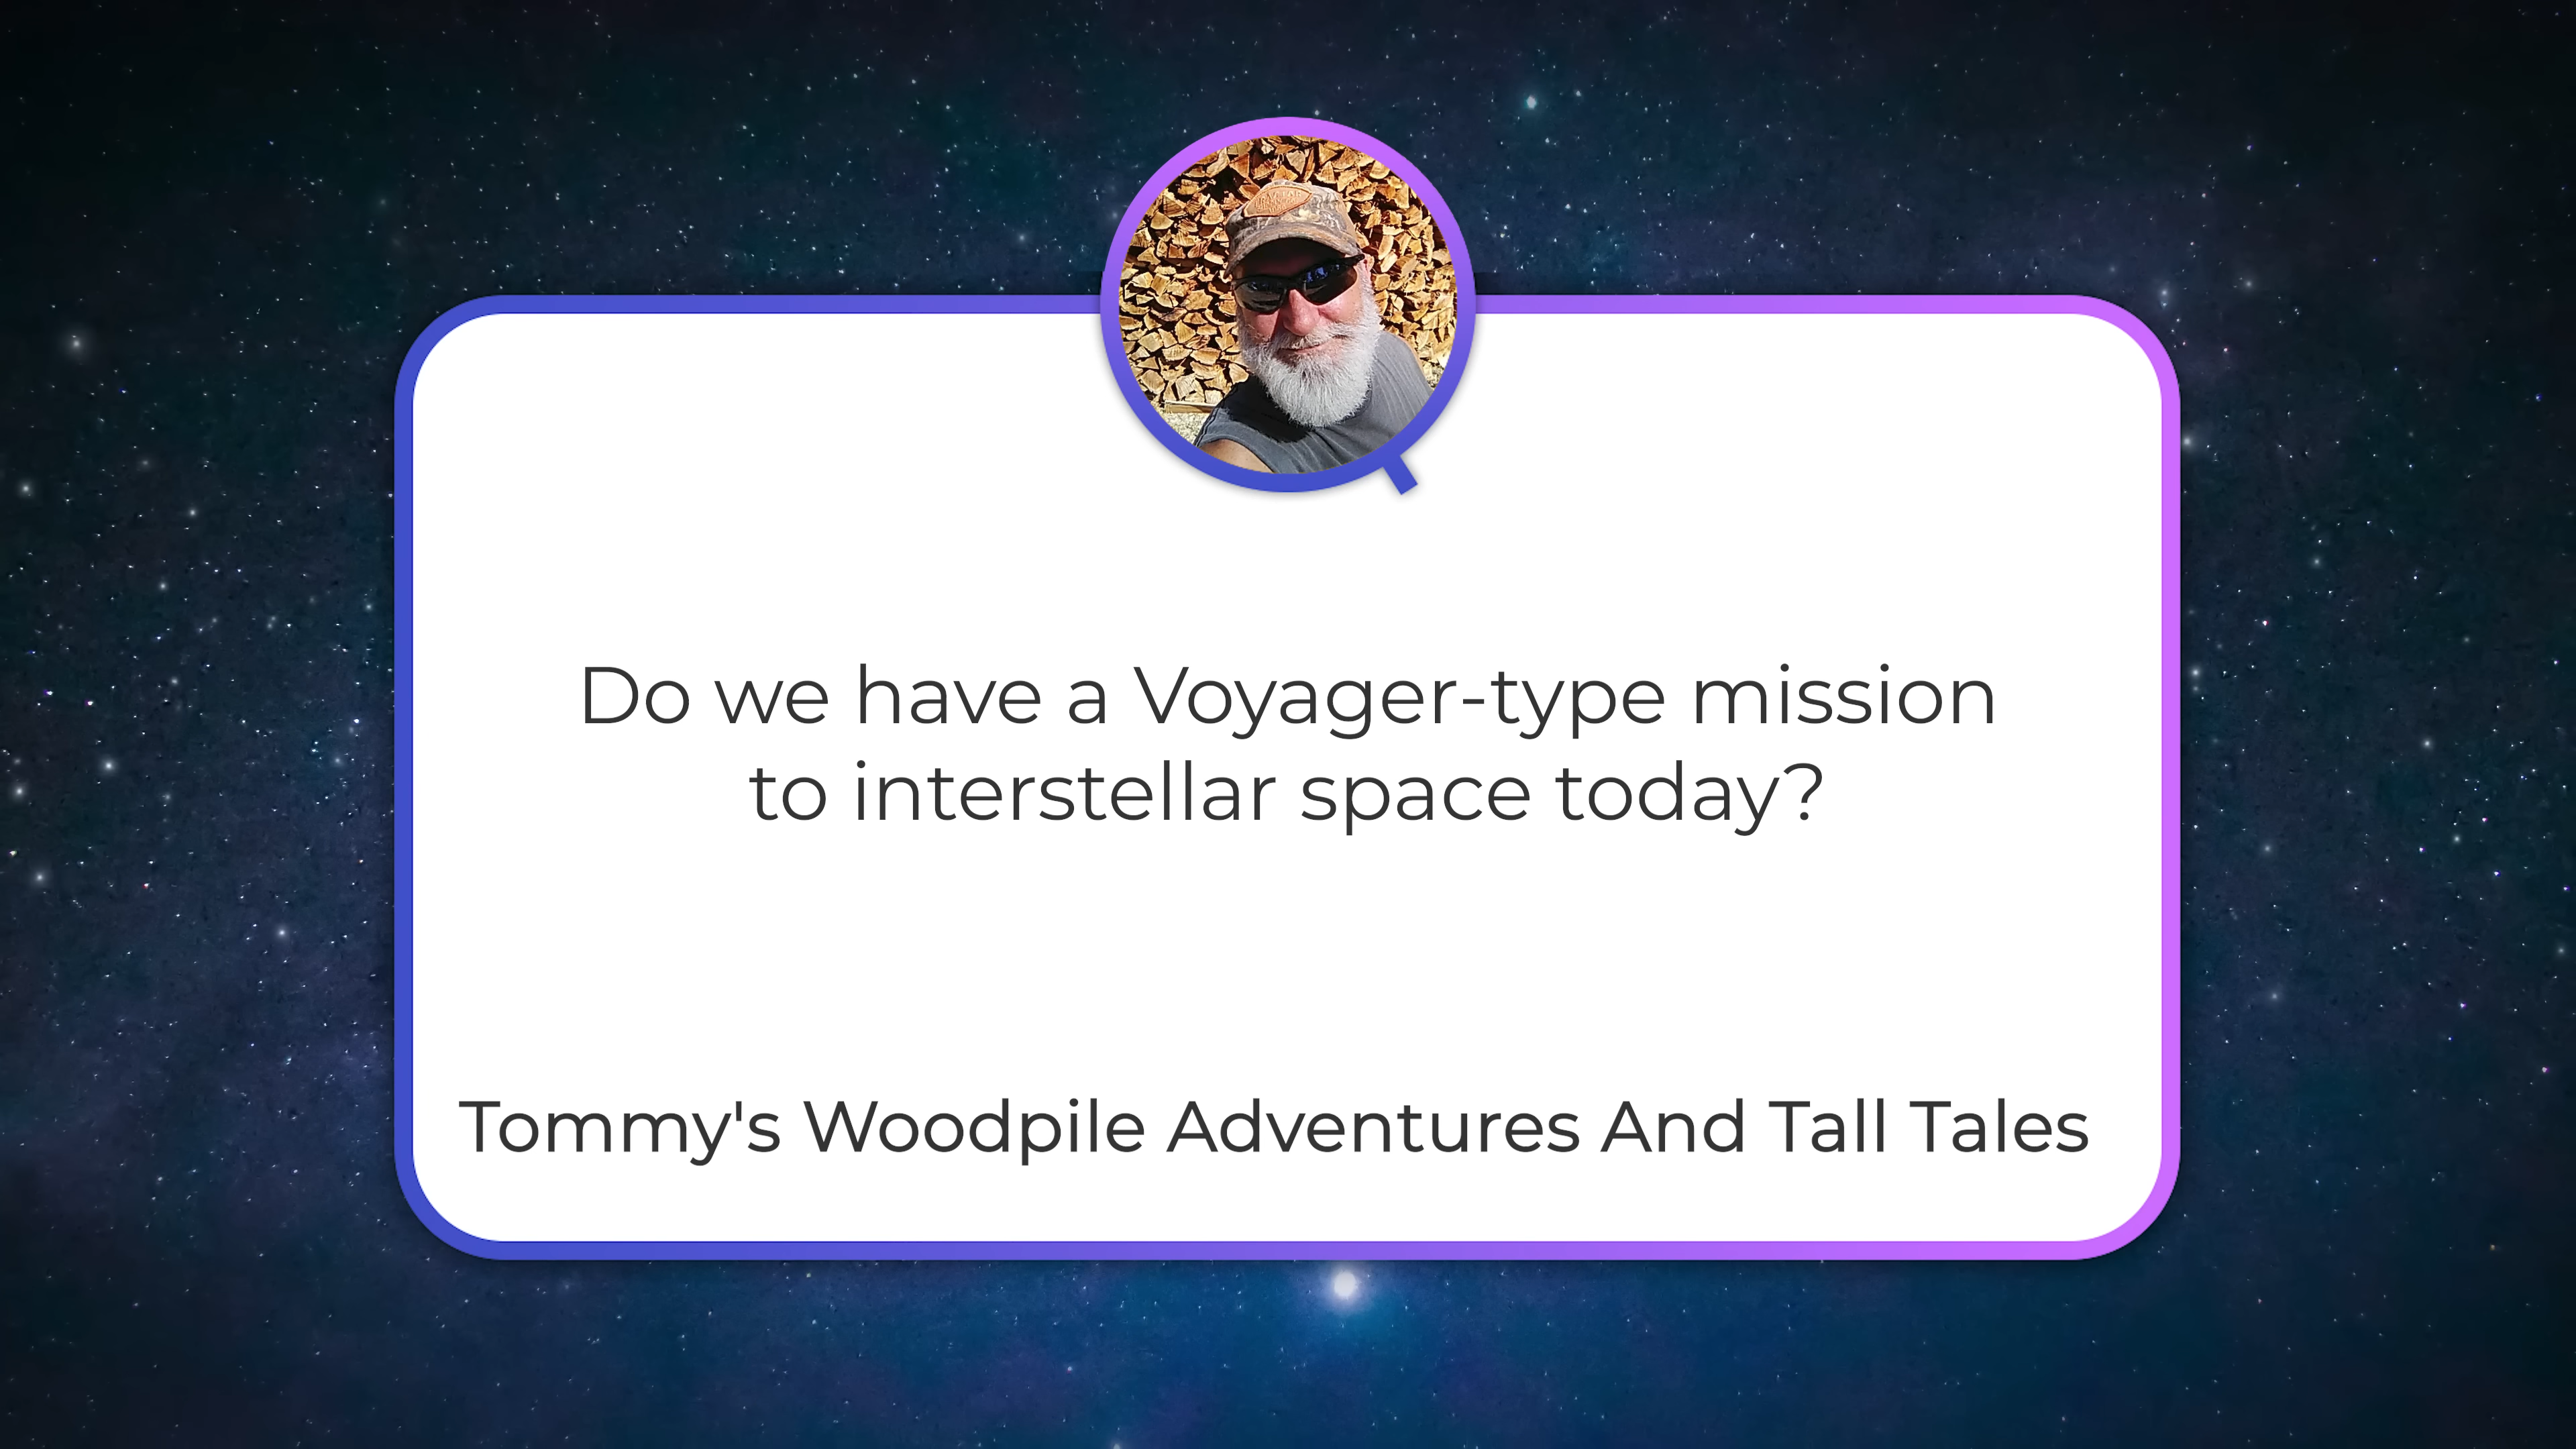 Do we have a Voyager-type mission
to interstellar space today?
Tommy's Woodpile Adventures And Tall Tales